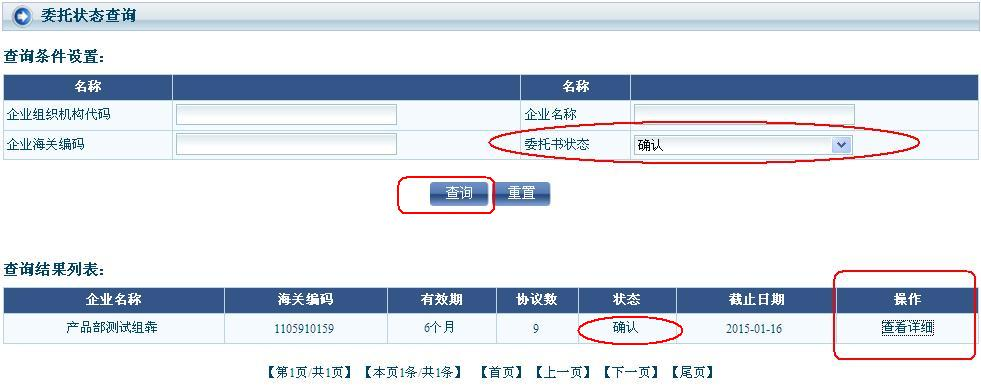 委托状态查询
查询条件设置：
名称 名称
企业组织机构代码 企业名称
企业海关编码 委托书状态 确认
查询 重置
查询结果列表：
企业名称 海关编码 有效期 协议数 状态 截止日期 操作
产品部测试组犇 1105910159 6个月 9 确认 2015-01-16 查看详细
【第1页/共1页】【本页1条/共1条】 【首页】【上一页】【下一页】【尾页】